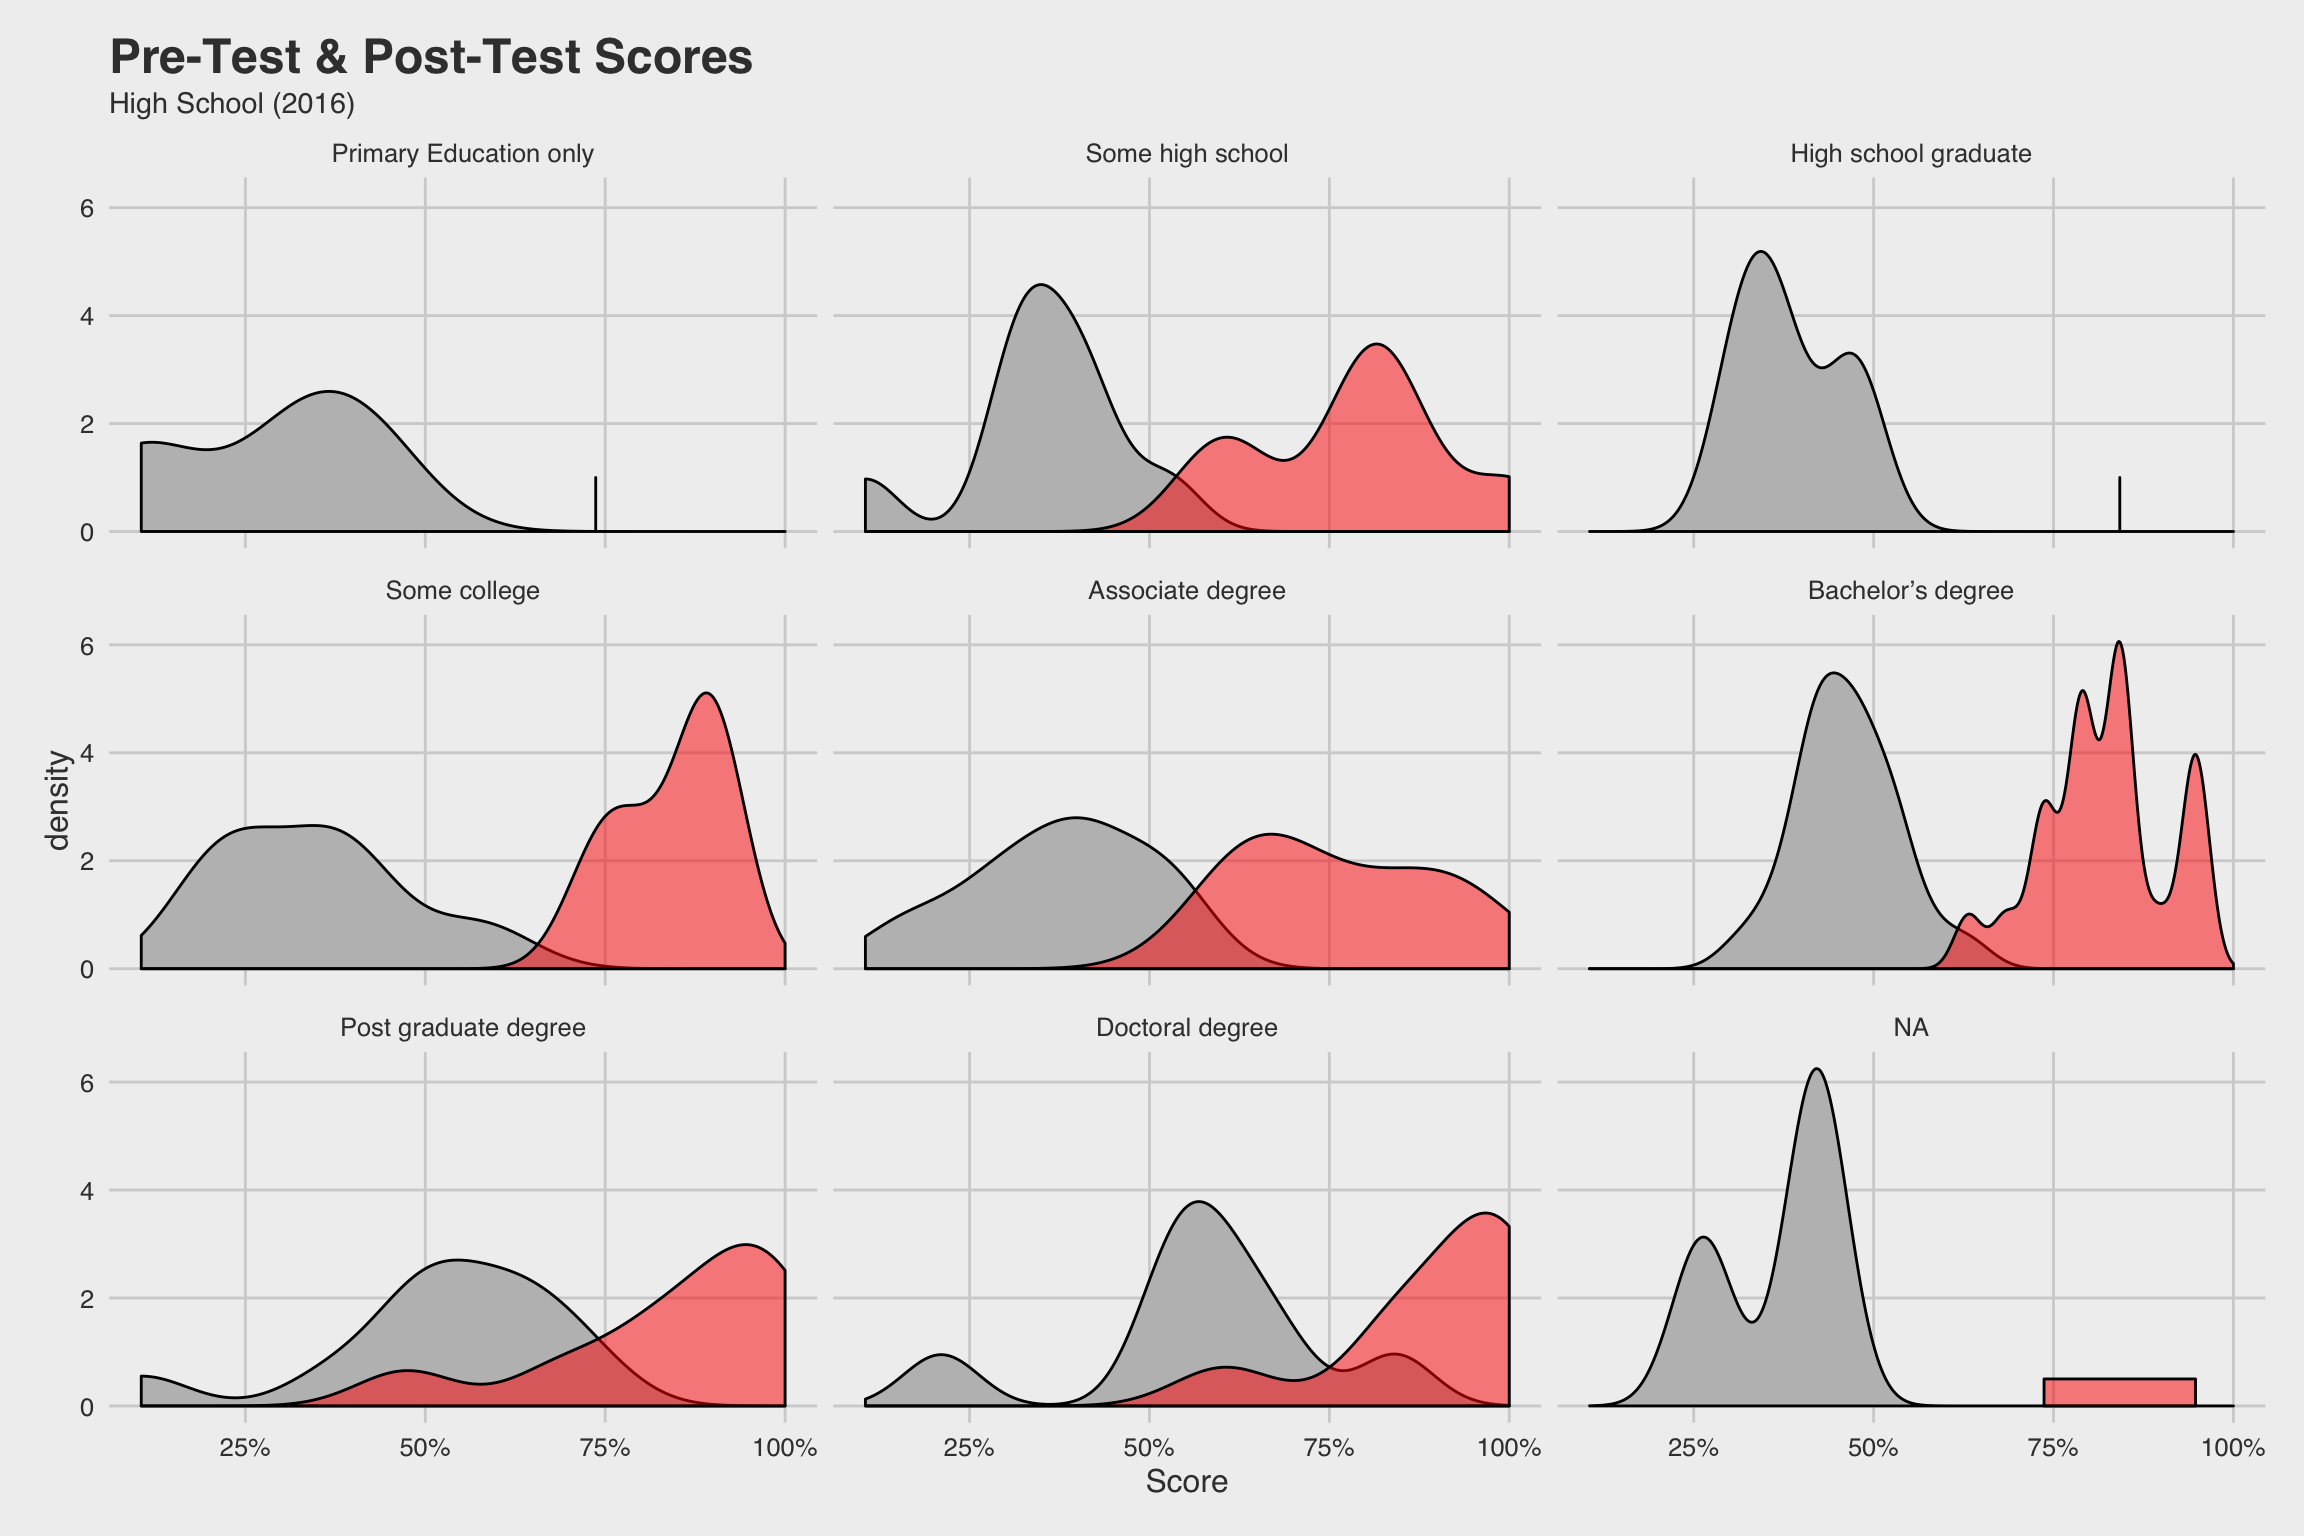 Pre-Test & Post-Test Scores
High School (2016)
Primary Education only
Some high school
High school graduate
6
4
2
0
Some college
Associate degree
Bachelor’s degree
6
4
2
0
density
Post graduate degree
Doctoral degree
NA
6
4
2
0
25% 50% 75% 100%
25% 50% 75% 100%
25% 50% 75% 100%
Score